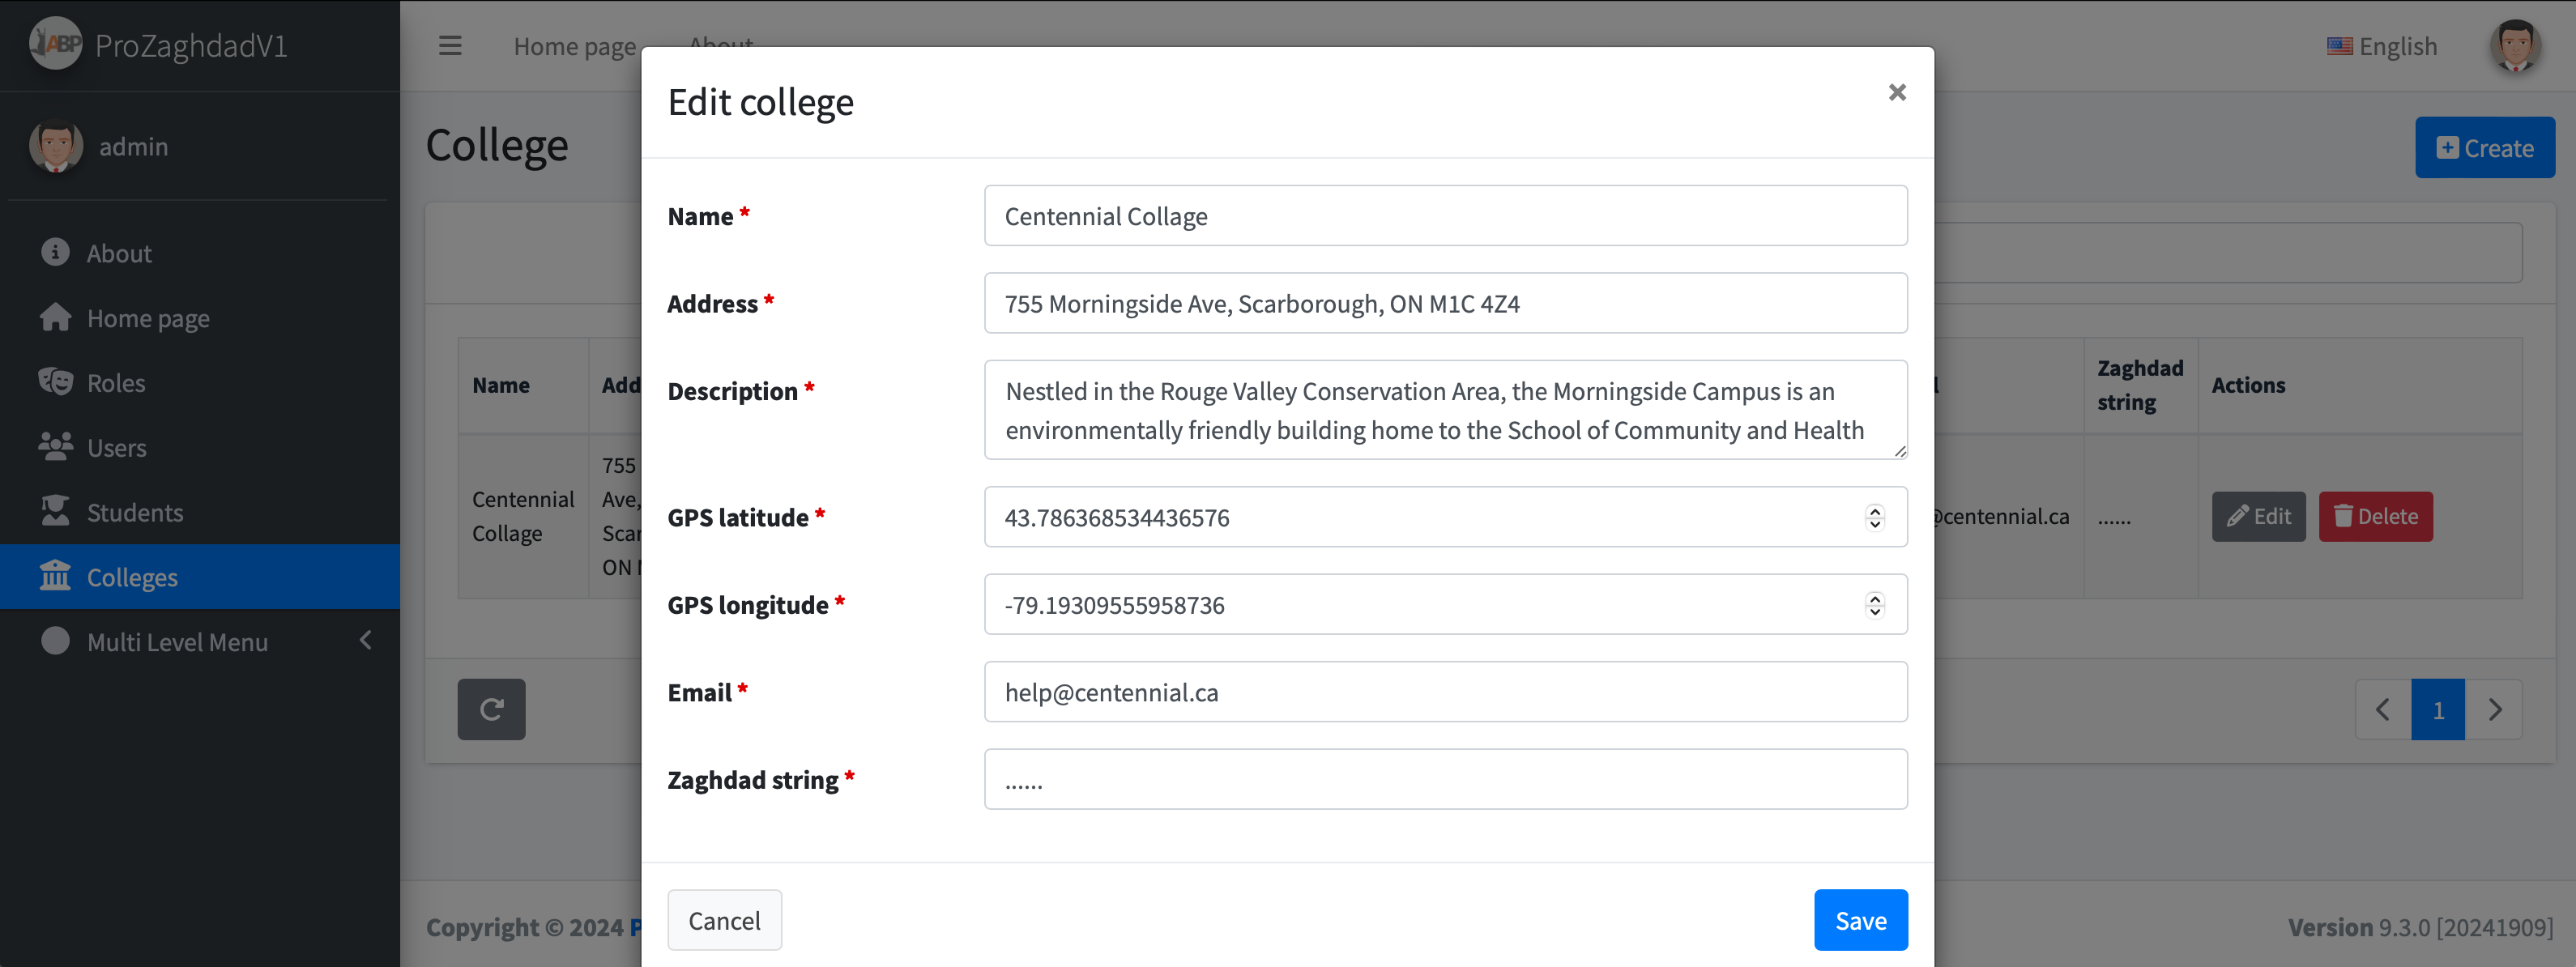 ABP ProZaghdadV1
Home page
About
English
admin
College
Create
About
Home page
Roles
Users
Students
Colleges
Multi Level Menu
Edit college
Name *
Centennial Collage
Address *
755 Morningside Ave, Scarborough, ON M1C 4Z4
Description *
Nestled in the Rouge Valley Conservation Area, the Morningside Campus is an
environmentally friendly building home to the School of Community and Health
GPS latitude *
43.786368534436576
GPS longitude *
-79.19309555958736
Email *
help@centennial.ca
Zaghdad string *
......
Cancel
Save
Name
Add
Zaghdad
string
Actions
Centennial
Collage
755
Ave,
Scar
ON
@centennial.ca
......
Edit
Delete
1
Copyright © 2024 P
Version 9.3.0 [20241909]